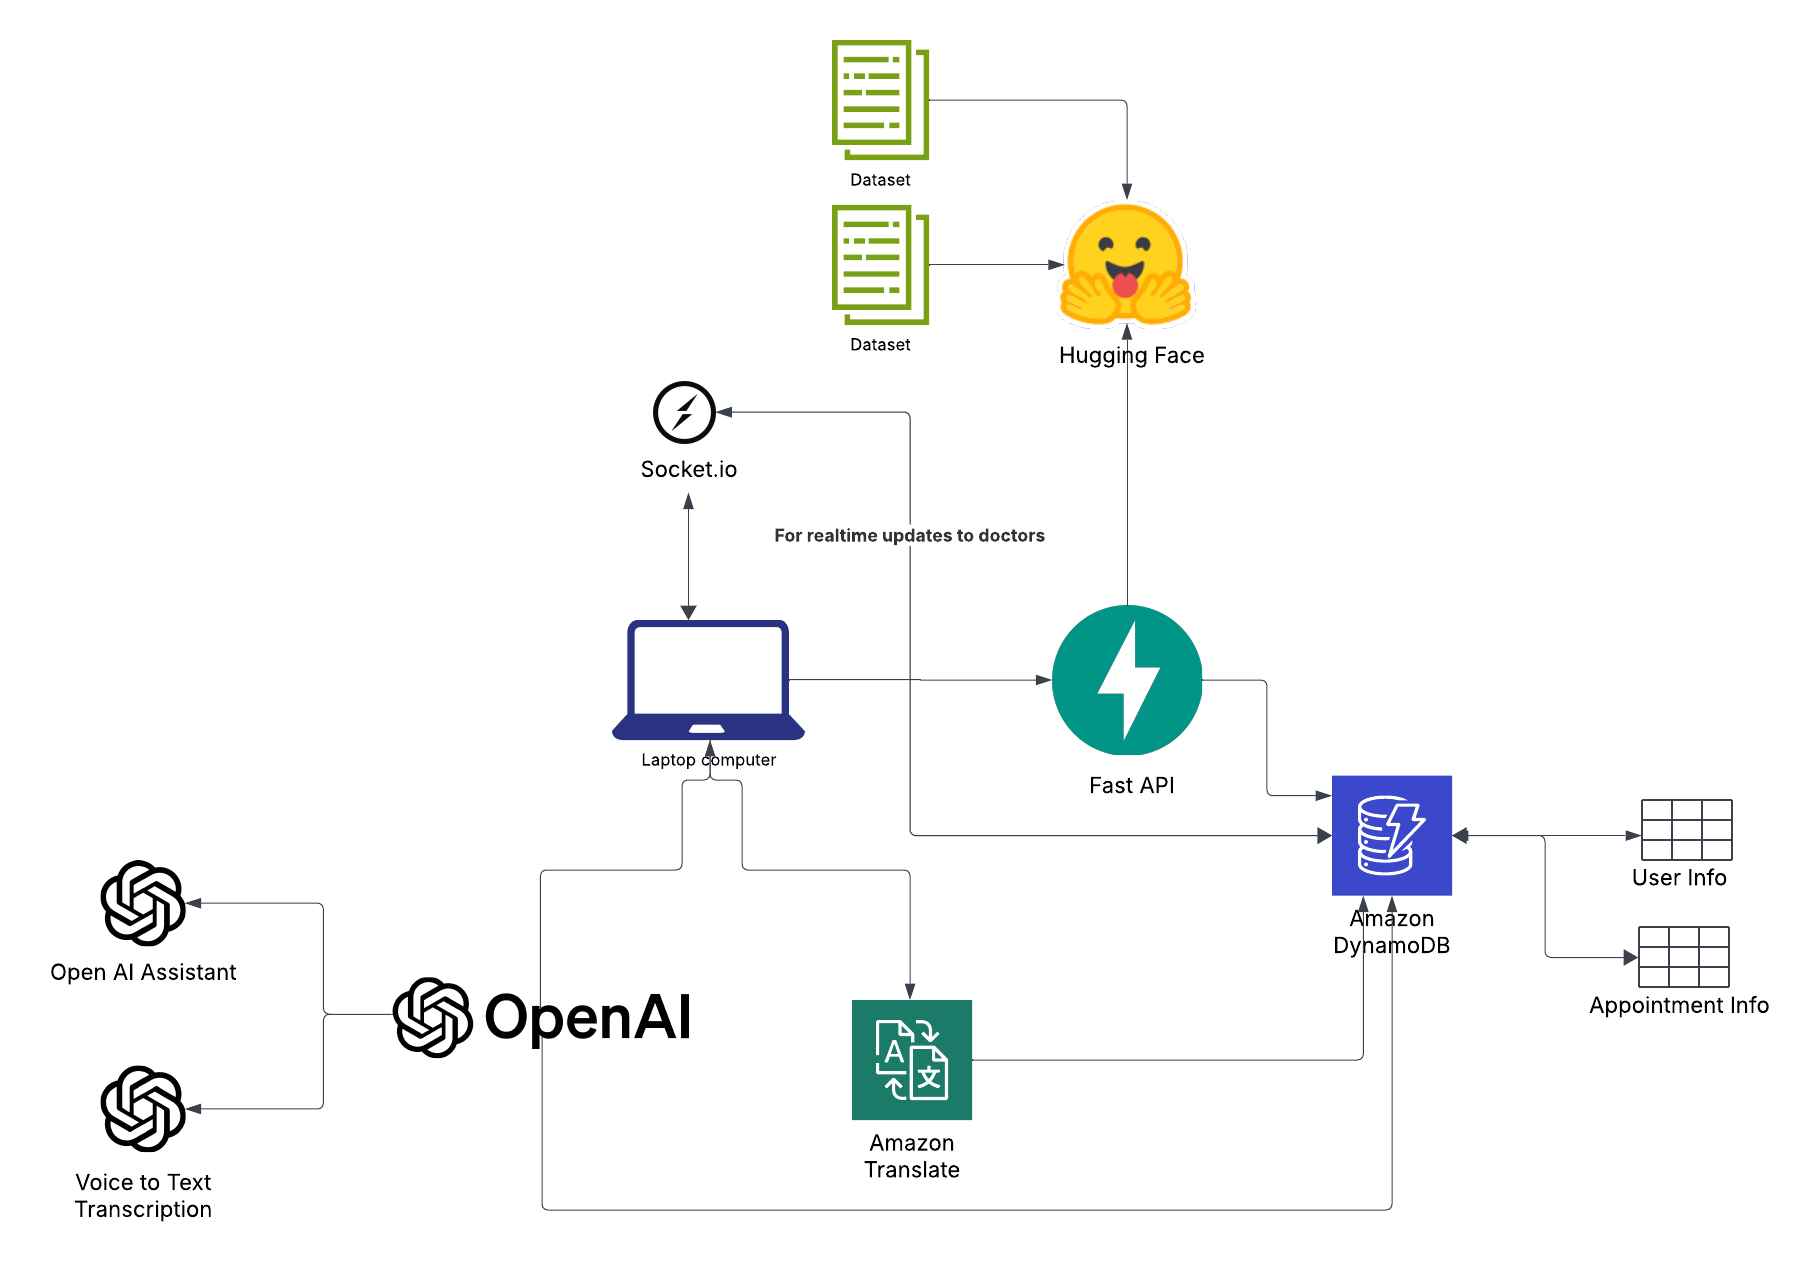 Dataset
Dataset
Hugging Face
Socket.io
For realtime updates to doctors
Laptop computer
Fast API
User Info
Amazon
DynamoDB
Open AI Assistant
Appointment Info
OpenAI
A
文
Amazon
Translate
Voice to Text
Transcription